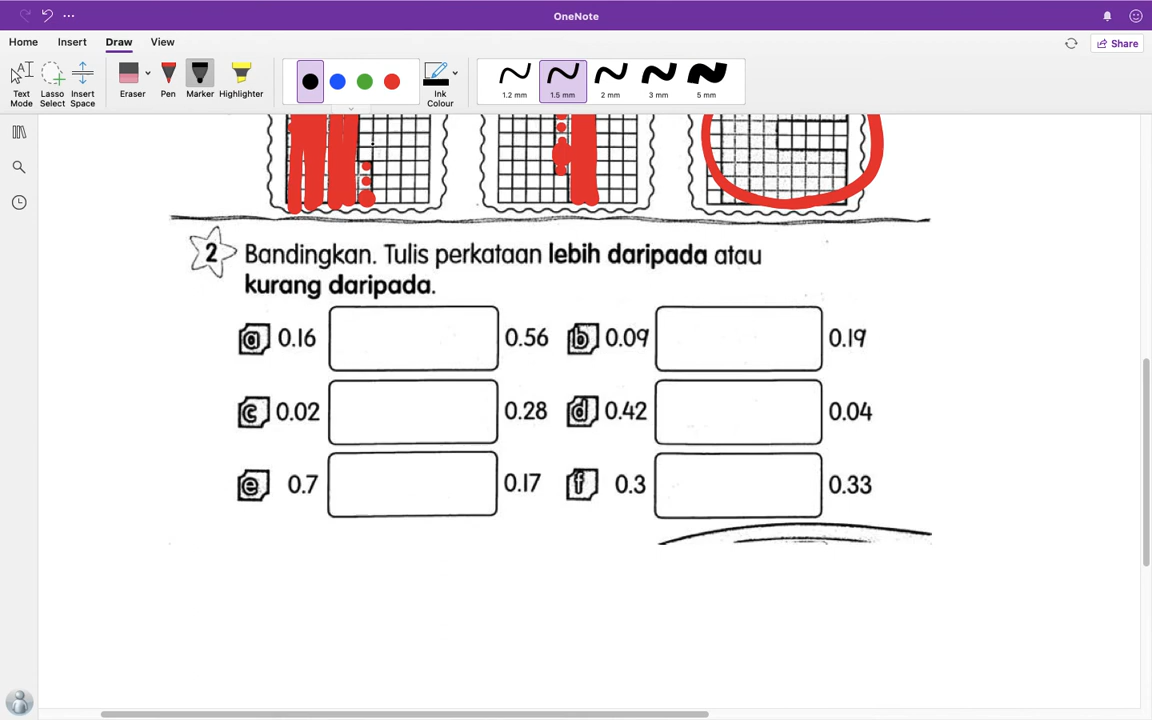 OneNote
Home Insert Draw View
Share
Text Mode
Lasso Select
Insert Space
Eraser
Pen
Marker
Highlighter
Ink Colour
1.2 mm
1.5 mm
2 mm
3 mm
5 mm
2 Bandingkan. Tulis perkataan lebih daripada atau
kurang daripada.
a 0.16 0.56 b 0.09 0.19
c 0.02 0.28 d 0.42 0.04
e 0.7 0.17 f 0.3 0.33